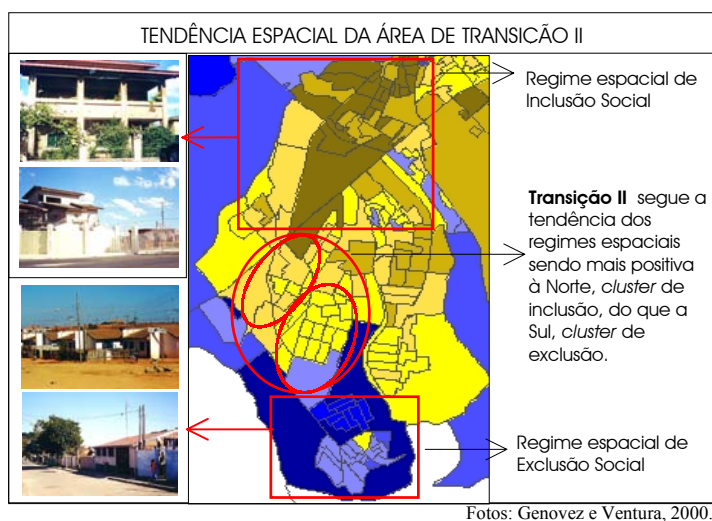 TENDÊNCIA ESPACIAL DA ÁREA DE TRANSICÃO II
Regime espacial de
Inclusão Social
Transição II segue a
tendência dos
regimes espaciais
sendo mais positiva
à Norte, cluster de
inclusão, do que a
Sul, cluster de
exclusão.
Regime espacial de
Exclusão Social
Fotos: Genovez e Ventura, 2000.